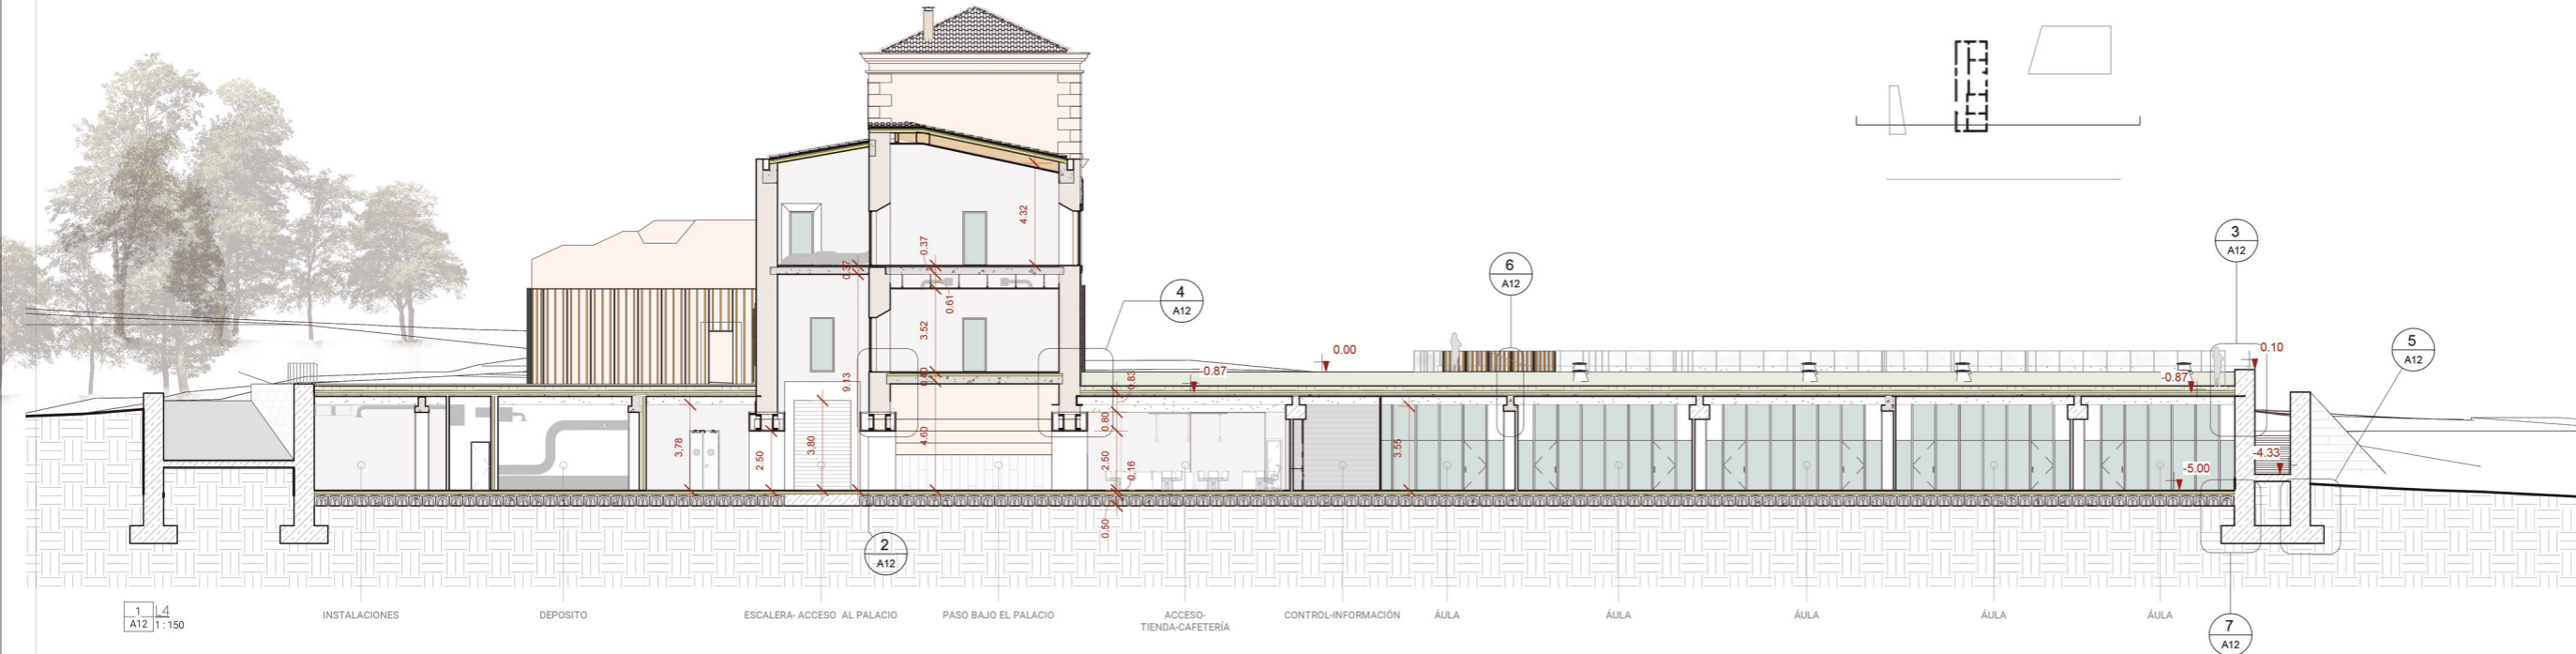 4.32
0.37
0.37
0.61
3.52
9.13
0.40
4.60
3
A12
6
A12
4
A12
0.10
5
A12
0.00
-0.87
0.83
-0.87
0.80
3,78
2.50
3,80
2.50
0.16
3.55
-4.33
-5.00
0.50
2
A12
1
A12
L4
1 : 150
INSTALACIONES
DEPOSITO
ESCALERA- ACCESO AL PALACIO
PASO BAJO EL PALACIO
ACCESO-
TIENDA-CAFETERÍA
CONTROL-INFORMACIÓN
ÁULA
ÁULA
ÁULA
ÁULA
ÁULA
7
A12